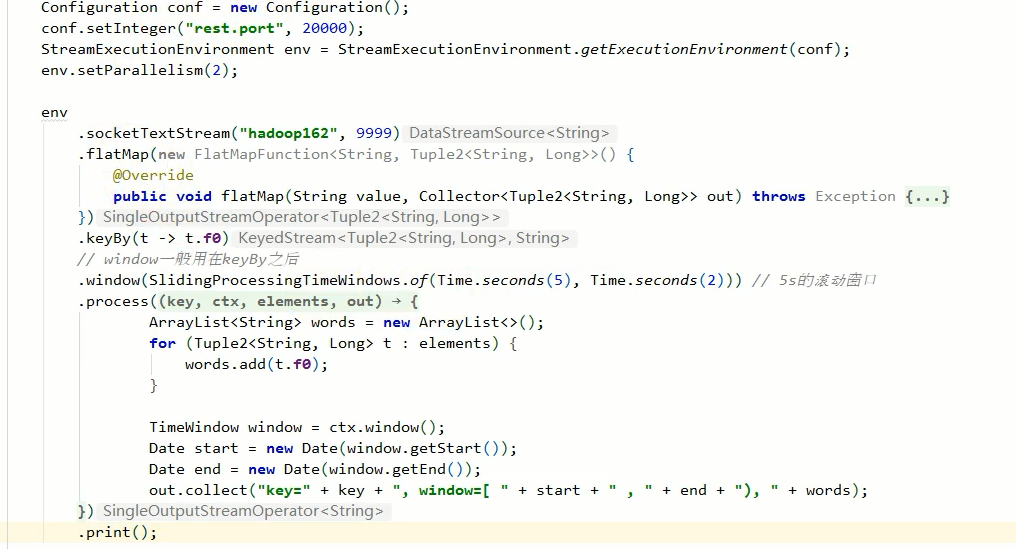 Configuration conf = new Configuration();
conf.setInteger("rest.port", 20000);
StreamExecutionEnvironment env = StreamExecutionEnvironment.getExecutionEnvironment(conf);
env.setParallelism(2);
env
.socketTextStream("hadoop162", 9999) DataStreamSource<String>
.flatMap(new FlatMapFunction<String, Tuple2<String, Long>>() {
@Override
public void flatMap(String value, Collector<Tuple2<String, Long>> out) throws Exception {...}
}) SingleOutputStreamOperator<Tuple2<String, Long>>
.keyBy(t -> t.f0) KeyedStream<Tuple2<String, Long>, String>
// window一般用在keyBy之后
.window(SlidingProcessingTimeWindows.of(Time.seconds(5), Time.seconds(2))) // 5s的滚动窗口
.process((key, ctx, elements, out) → {
ArrayList<String> words = new ArrayList<>();
for (Tuple2<String, Long> t : elements) {
words.add(t.f0);
}
TimeWindow window = ctx.window();
Date start = new Date(window.getStart());
Date end = new Date(window.getEnd());
out.collect("key=" + key + ", window=[ " + start + " , " + end + "), " + words);
}) SingleOutputStreamOperator<String>
.print();